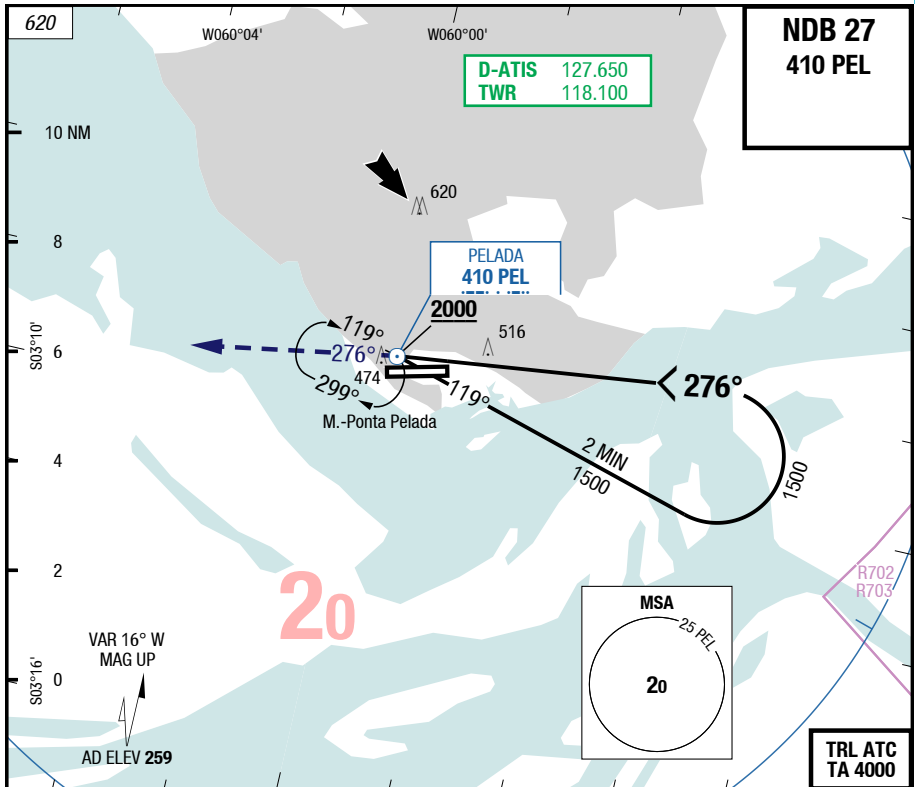 620
W060°04'
W060°00'
NDB 27
410 PEL
D-ATIS 127.650
TWR 118.100
10 NM
620
8
PELADA
410 PEL
2000
S03°10'
6
119°
276°
516
474
299°
119°
276°
M.-Ponta Pelada
2 MIN
1500
1500
4
2
20
R702
R703
MSA
25 PEL
20
VAR 16° W
MAG UP
S03°16'
0
AD ELEV 259
TRL ATC
TA 4000